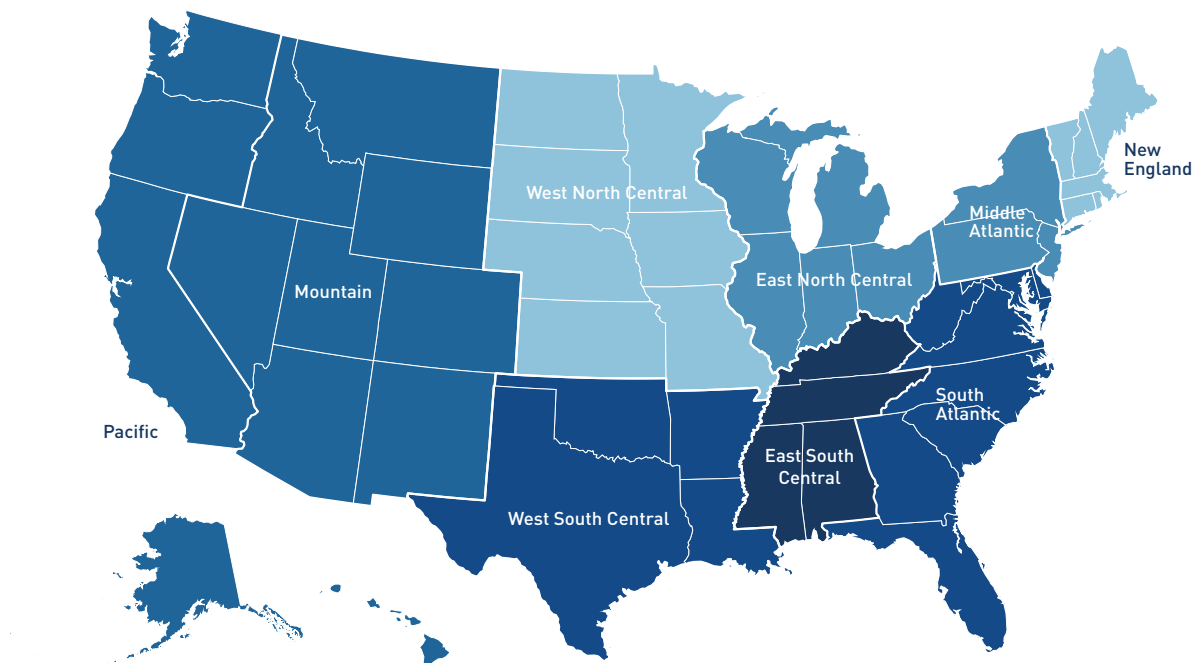 New
England
West North Central
Middle
Atlantic
East North Central
Mountain
South
Atlantic
Pacific
East South
Central
West South Central